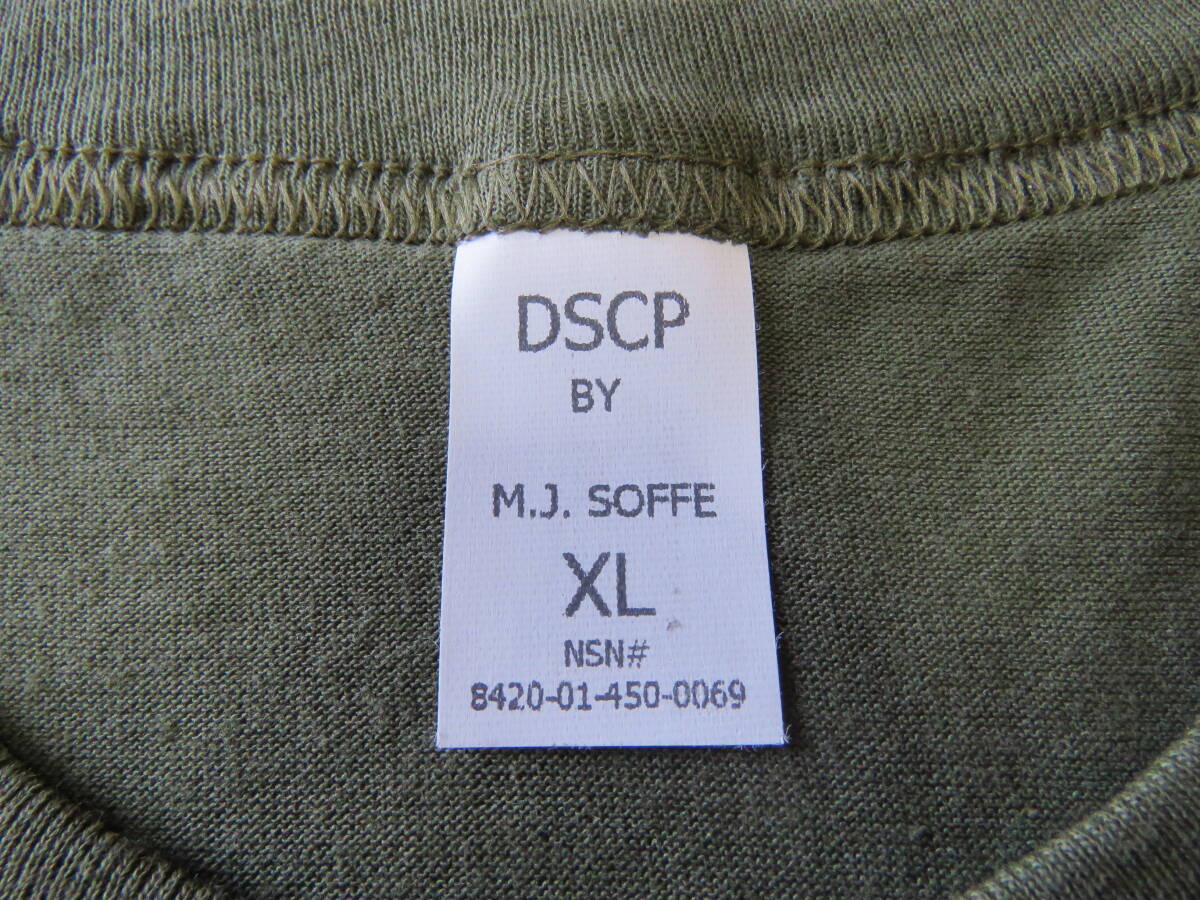 DSCP
BY
M.J. SOFFE
XL
NSN#
8420-01-450-0069